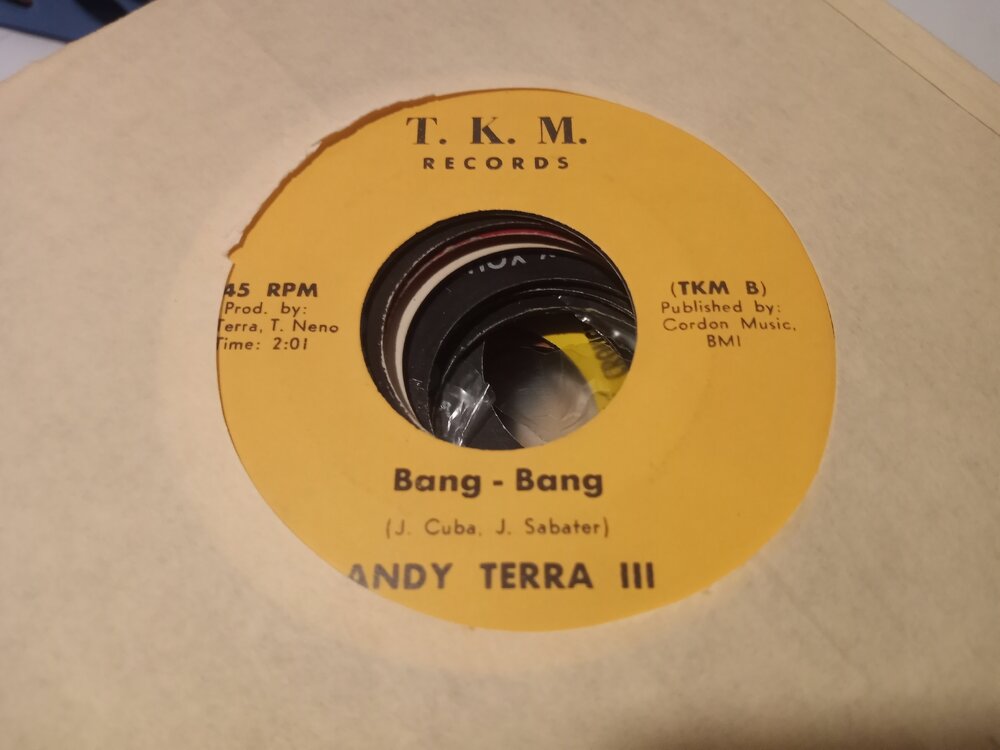 T. K. M.
RECORDS
45 RPM
Prod. by:
Terra, T. Neno
Time: 2:01
(TKM B)
Published by:
Cordon Music,
BMI
Bang - Bang
(J. Cuba, J. Sabater)
ANDY TERRA III